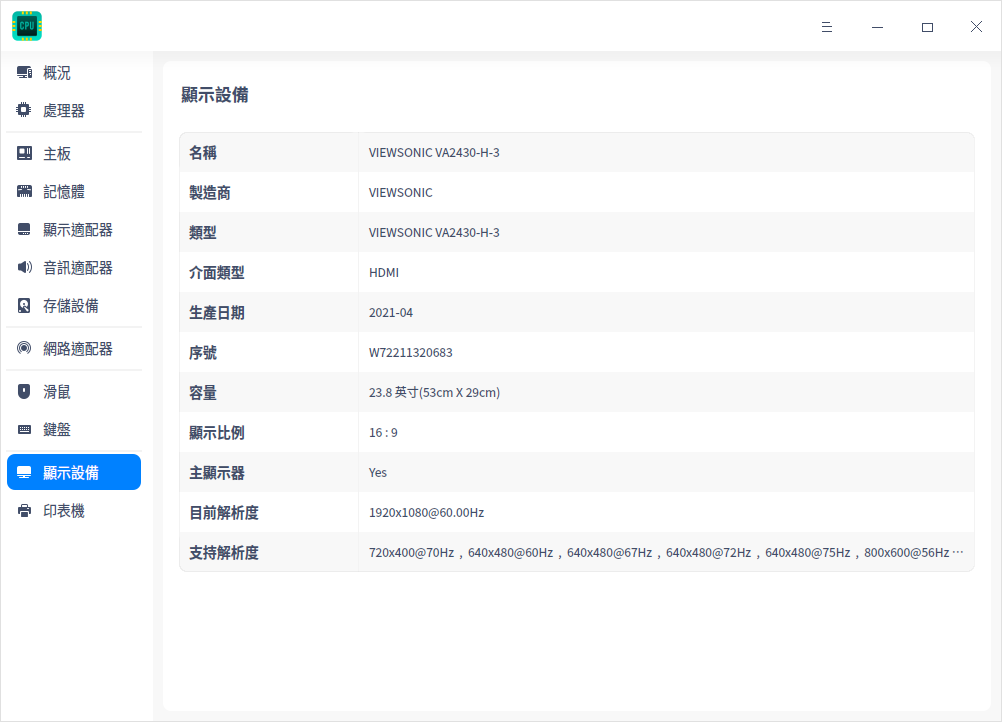 CPU
概況
處理器
主板
記憶體
顯示適配器
音訊適配器
存儲設備
網路適配器
滑鼠
鍵盤
顯示設備
印表機
顯示設備
名稱 VIEWSONIC VA2430-H-3
製造商 VIEWSONIC
類型 VIEWSONIC VA2430-H-3
介面類型 HDMI
生產日期 2021-04
序號 W72211320683
容量 23.8 英寸(53cm X 29cm)
顯示比例 16 : 9
主顯示器 Yes
目前解析度 1920x1080@60.00Hz
支持解析度 720x400@70Hz , 640x480@60Hz , 640x480@67Hz , 640x480@72Hz , 640x480@75Hz , 800x600@56Hz ···